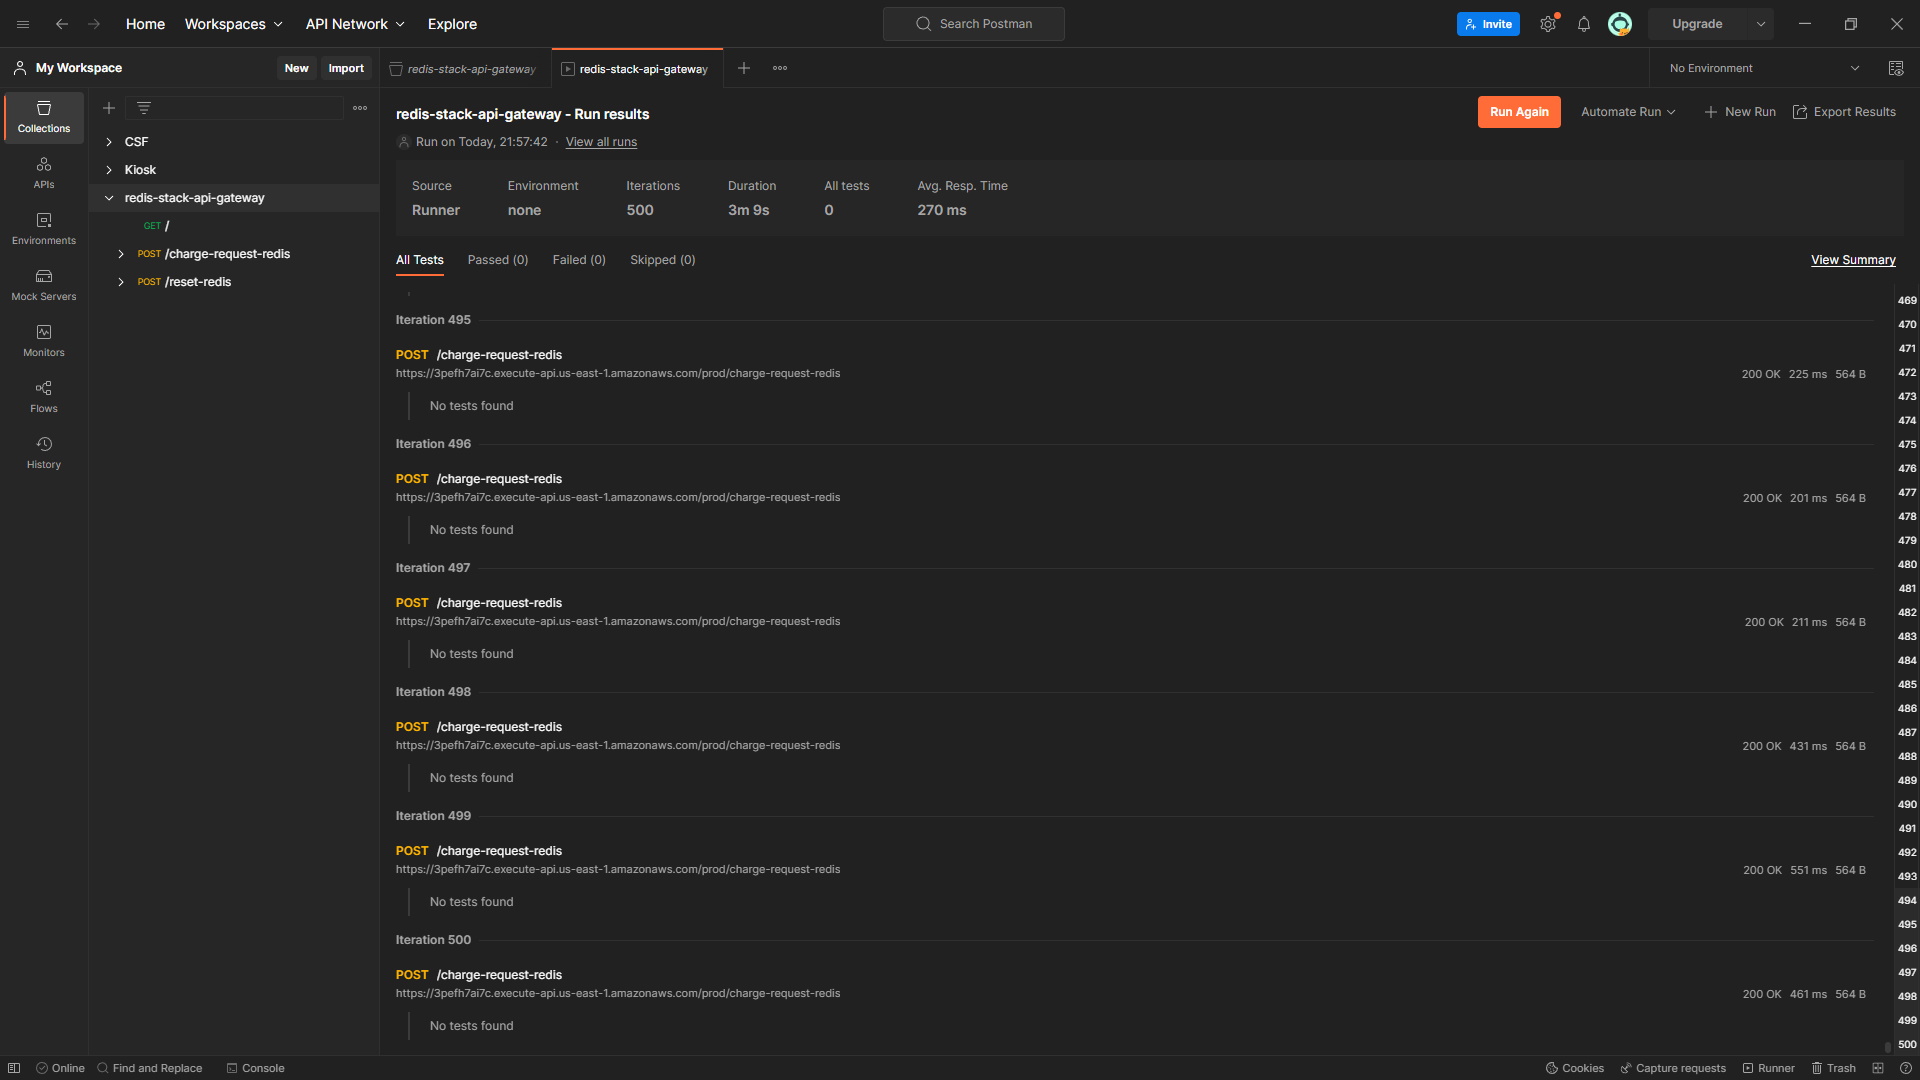 Home Workspaces API Network Explore Search Postman Invite Upgrade
My Workspace New Import redis-stack-api-gateway redis-stack-api-gateway No Environment
Collections
APIs
Environments
Mock Servers
Monitors
Flows
History
CSF
Kiosk
redis-stack-api-gateway
GET /
POST /charge-request-redis
POST /reset-redis
redis-stack-api-gateway - Run results Run Again Automate Run New Run Export Results
Run on Today, 21:57:42 · View all runs
Source Environment Iterations Duration All tests Avg. Resp. Time
Runner none 500 3m 9s 0 270 ms
All Tests Passed (0) Failed (0) Skipped (0) View Summary
Iteration 495
POST /charge-request-redis
https://3pefh7ai7c.execute-api.us-east-1.amazonaws.com/prod/charge-request-redis
200 OK 225 ms 564 B
No tests found
Iteration 496
POST /charge-request-redis
https://3pefh7ai7c.execute-api.us-east-1.amazonaws.com/prod/charge-request-redis
200 OK 201 ms 564 B
No tests found
Iteration 497
POST /charge-request-redis
https://3pefh7ai7c.execute-api.us-east-1.amazonaws.com/prod/charge-request-redis
200 OK 211 ms 564 B
No tests found
Iteration 498
POST /charge-request-redis
https://3pefh7ai7c.execute-api.us-east-1.amazonaws.com/prod/charge-request-redis
200 OK 431 ms 564 B
No tests found
Iteration 499
POST /charge-request-redis
https://3pefh7ai7c.execute-api.us-east-1.amazonaws.com/prod/charge-request-redis
200 OK 551 ms 564 B
No tests found
Iteration 500
POST /charge-request-redis
https://3pefh7ai7c.execute-api.us-east-1.amazonaws.com/prod/charge-request-redis
200 OK 461 ms 564 B
No tests found
469
470
471
472
473
474
475
476
477
478
479
480
481
482
483
484
485
486
487
488
489
490
491
492
493
494
495
496
497
498
499
500
Online Find and Replace Console Cookies Capture requests Runner Trash